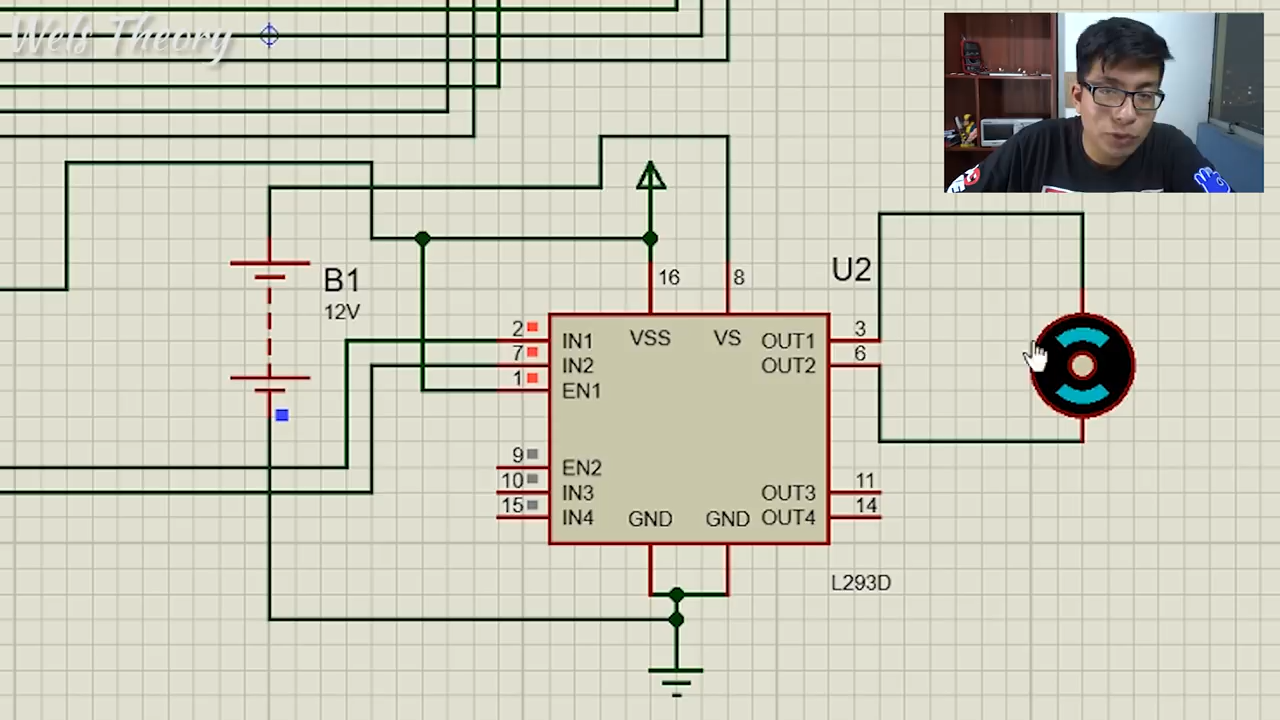 Wels Theory
B1
12V
16
8
U2
2
IN1
VSS
VS
OUT1
3
7
IN2
OUT2
6
1
EN1
9
EN2
10
IN3
OUT3
11
15
IN4
GND
GND
OUT4
14
L293D